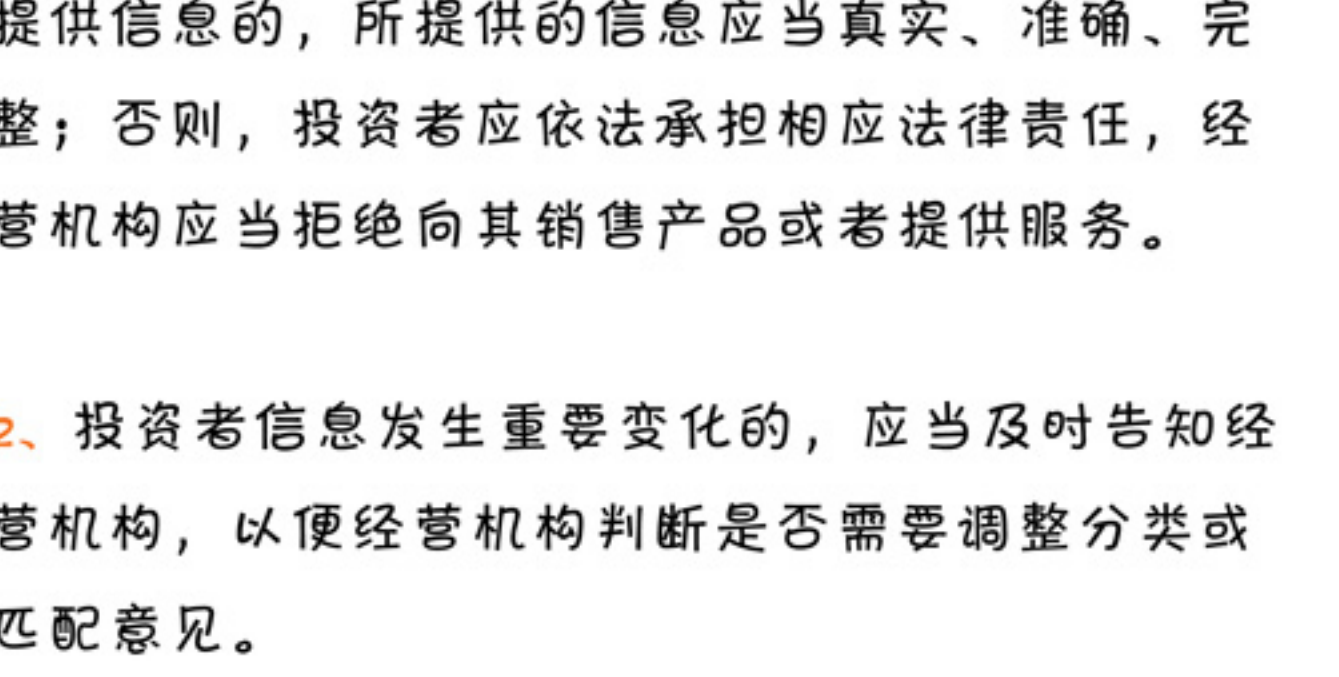 提供信息的，所提供的信息应当真实、准确、完
整；否则，投资者应依法承担相应法律责任，经
营机构应当拒绝向其销售产品或者提供服务。
2、投资者信息发生重要变化的，应当及时告知经
营机构，以便经营机构判断是否需要调整分类或
匹配意见。